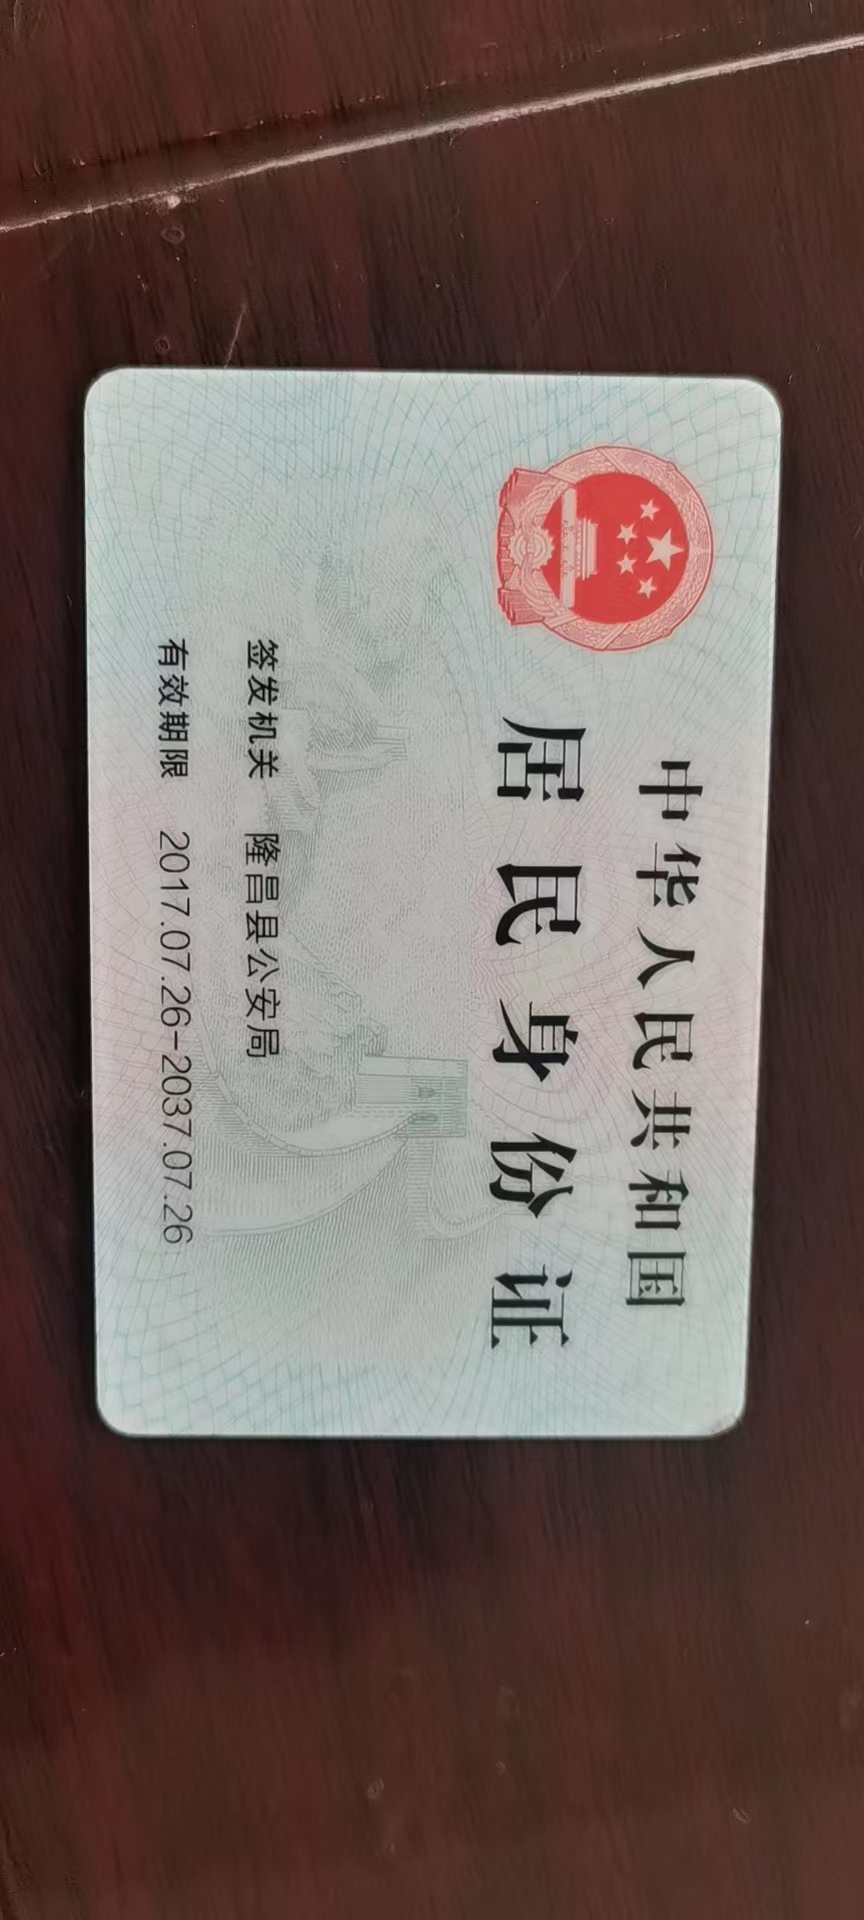 中华人民共和国
居民身份证
签发机关 隆昌县公安局
有效期限 2017.07.26-2037.07.26